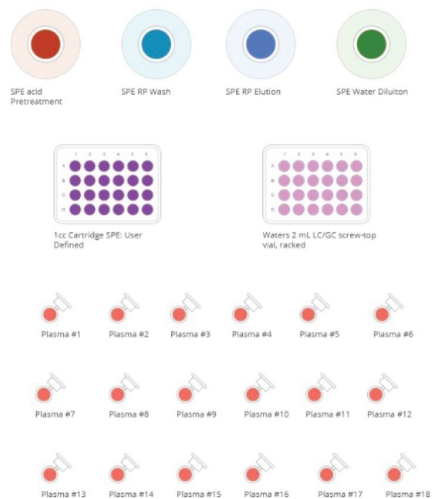 SPE acid
Pretreatment
SPE RP Wash
SPE RP Elution
SPE Water Diluiton
1 2 3 4 5 6
A
B
C
D
1cc Cartridge SPE: User
Defined
1 2 3 4 5 6
A
B
C
D
Waters 2 mL LC/GC screw-top
vial, racked
Plasma #1 Plasma #2 Plasma #3 Plasma #4 Plasma #5 Plasma #6
Plasma #7 Plasma #8 Plasma #9 Plasma #10 Plasma #11 Plasma #12
Plasma #13 Plasma #14 Plasma #15 Plasma #16 Plasma #17 Plasma #18